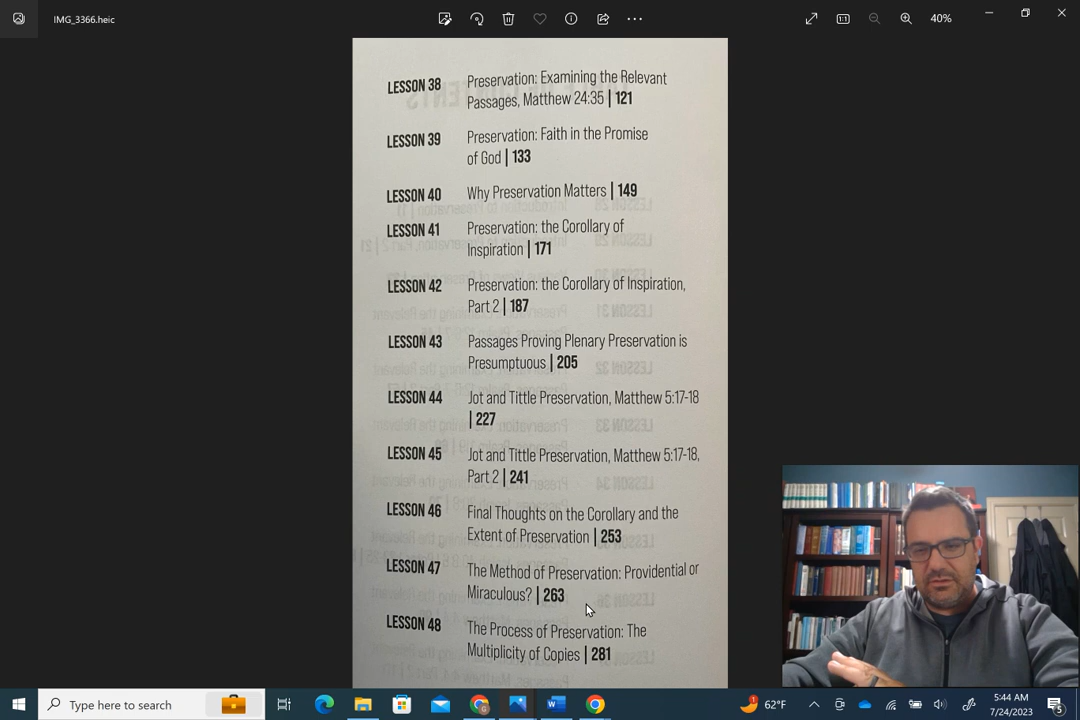 IMG_3366.heic
40%
LESSON 38 Preservation: Examining the Relevant
Passages, Matthew 24:35 | 121
LESSON 39 Preservation: Faith in the Promise
of God | 133
LESSON 40 Why Preservation Matters | 149
LESSON 41 Preservation: the Corollary of
Inspiration | 171
LESSON 42 Preservation: the Corollary of Inspiration,
Part 2 | 187
LESSON 43 Passages Proving Plenary Preservation is
Presumptuous | 205
LESSON 44 Jot and Tittle Preservation, Matthew 5:17-18
| 227
LESSON 45 Jot and Tittle Preservation, Matthew 5:17-18,
Part 2 | 241
LESSON 46 Final Thoughts on the Corollary and the
Extent of Preservation | 253
LESSON 47 The Method of Preservation: Providential or
Miraculous? | 263
LESSON 48 The Process of Preservation: The
Multiplicity of Copies | 281
Type here to search
62°F
5:44 AM
7/24/2023
5